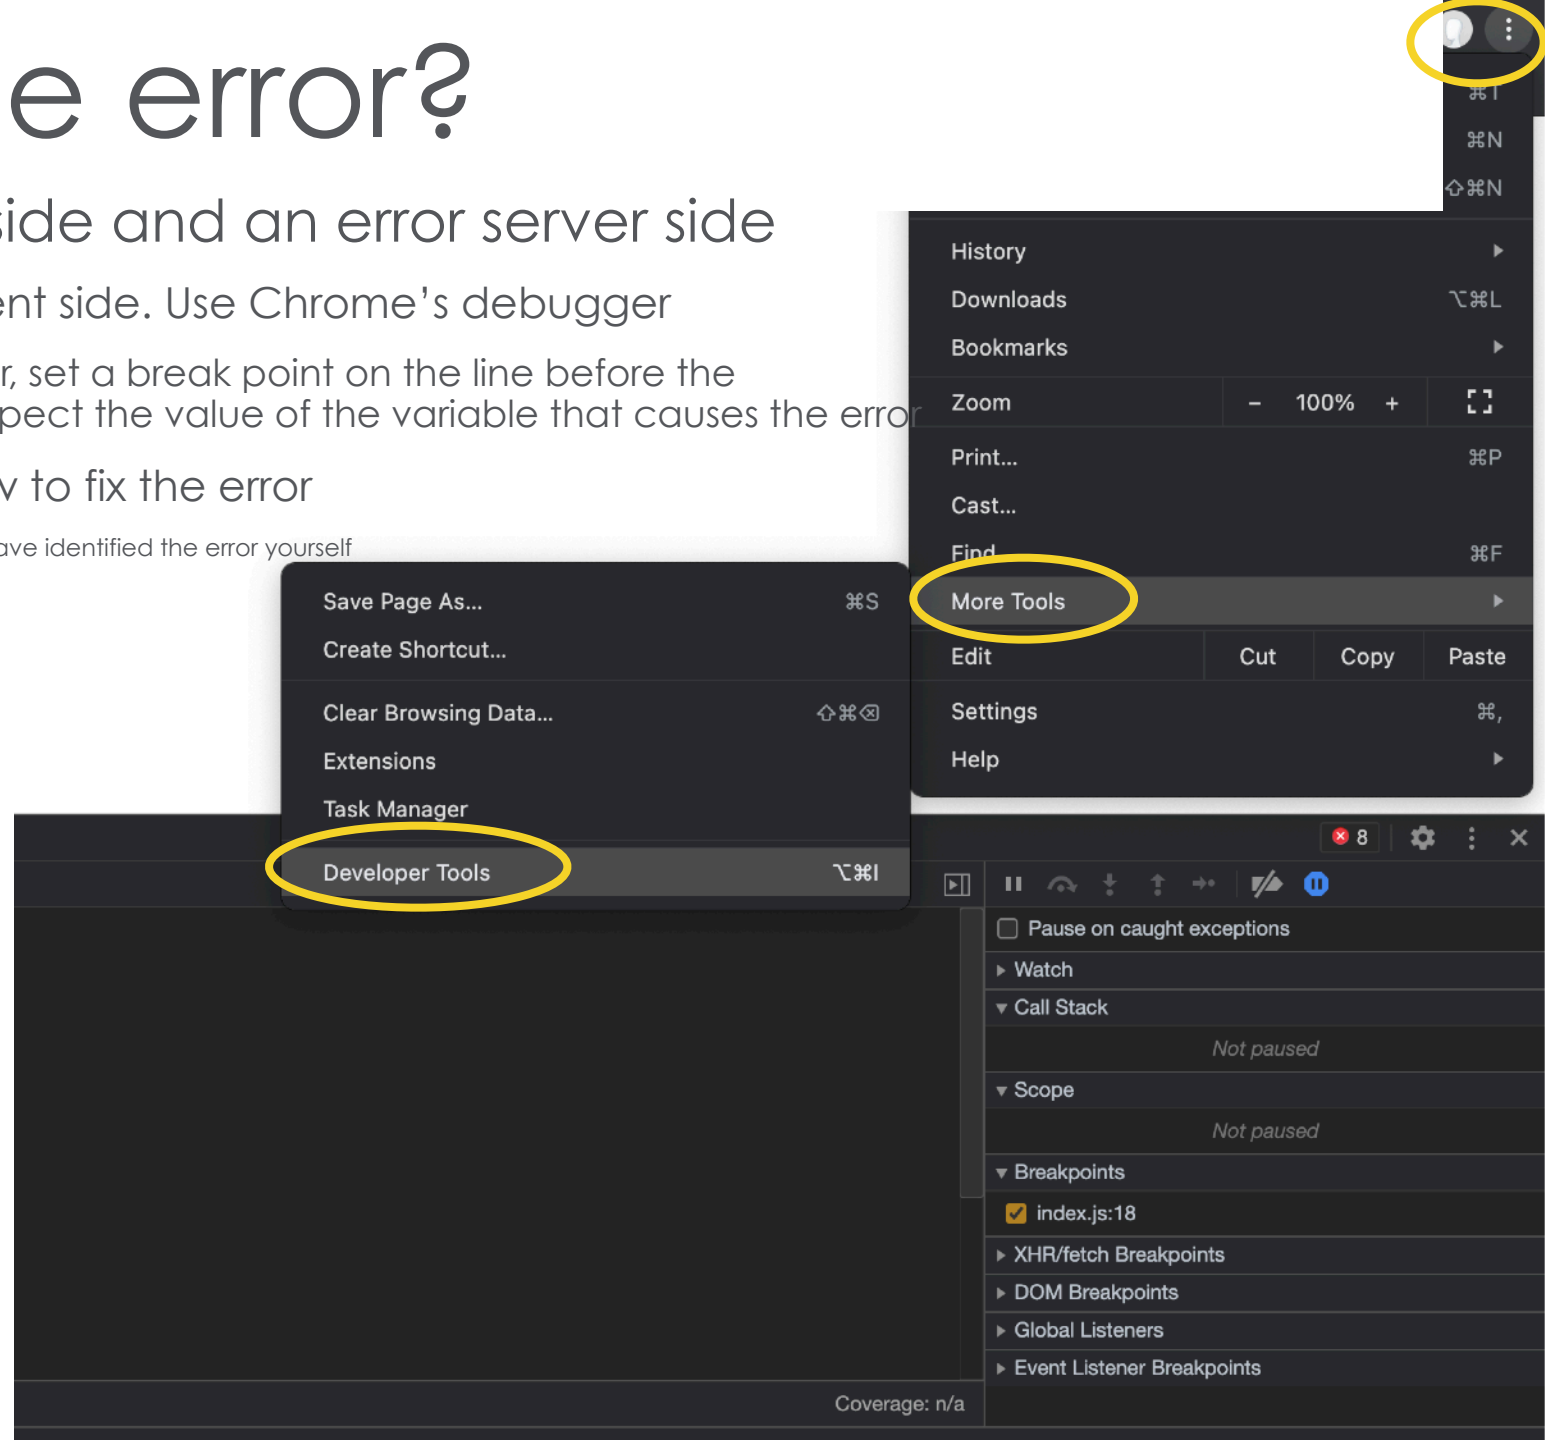 e error?
side and an error server side
ent side. Use Chrome's debugger
r, set a break point on the line before the
pect the value of the variable that causes the error
to fix the error
ave identified the error yourself
⌘T
⌘N
⇧⌘N
History
Downloads ⌥⌘L
Bookmarks
Zoom - 100% +
Print... ⌘P
Cast...
Find... ⌘F
More Tools
Edit Cut Copy Paste
Settings ⌘,
Help
Save Page As... ⌘S
Create Shortcut...
Clear Browsing Data... ⇧⌘⌫
Extensions
Task Manager
Developer Tools ⌥⌘I
8
Pause on caught exceptions
Watch
Call Stack
Not paused
Scope
Not paused
Breakpoints
index.js:18
XHR/fetch Breakpoints
DOM Breakpoints
Global Listeners
Event Listener Breakpoints
Coverage: n/a